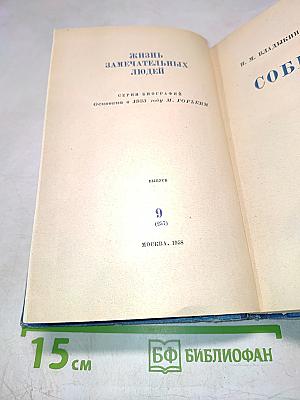 ЖИЗНЬ
ЗАМЕЧАТЕЛЬНЫХ
ЛЮДЕЙ
СЕРИЯ БИОГРАФИЙ
Основана в 1933 году М. ГОРЬКИМ
ВЫПУСК
9
(257)
МОСКВА, 1958
СОБ
15 см
БФ БИБЛИОФАН